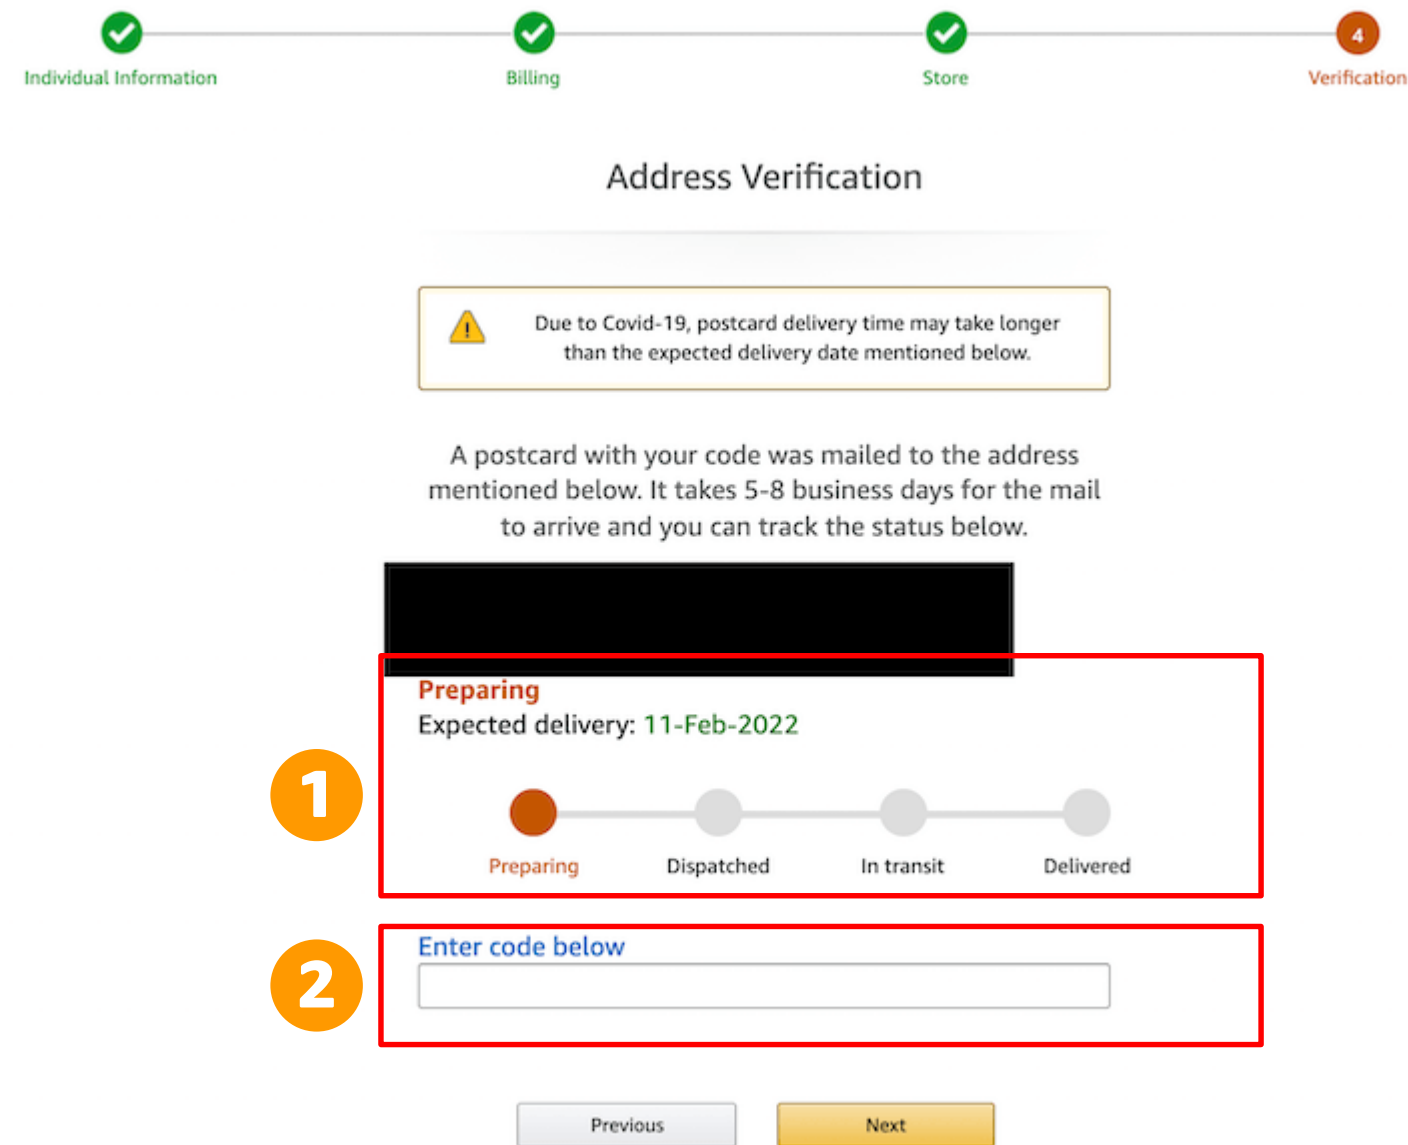 4
Individual Information
Billing
Store
Verification
Address Verification
Due to Covid-19, postcard delivery time may take longer
than the expected delivery date mentioned below.
A postcard with your code was mailed to the address
mentioned below. It takes 5-8 business days for the mail
to arrive and you can track the status below.
Preparing
Expected delivery: 11-Feb-2022
1
Preparing
Dispatched
In transit
Delivered
Enter code below
2
Previous
Next